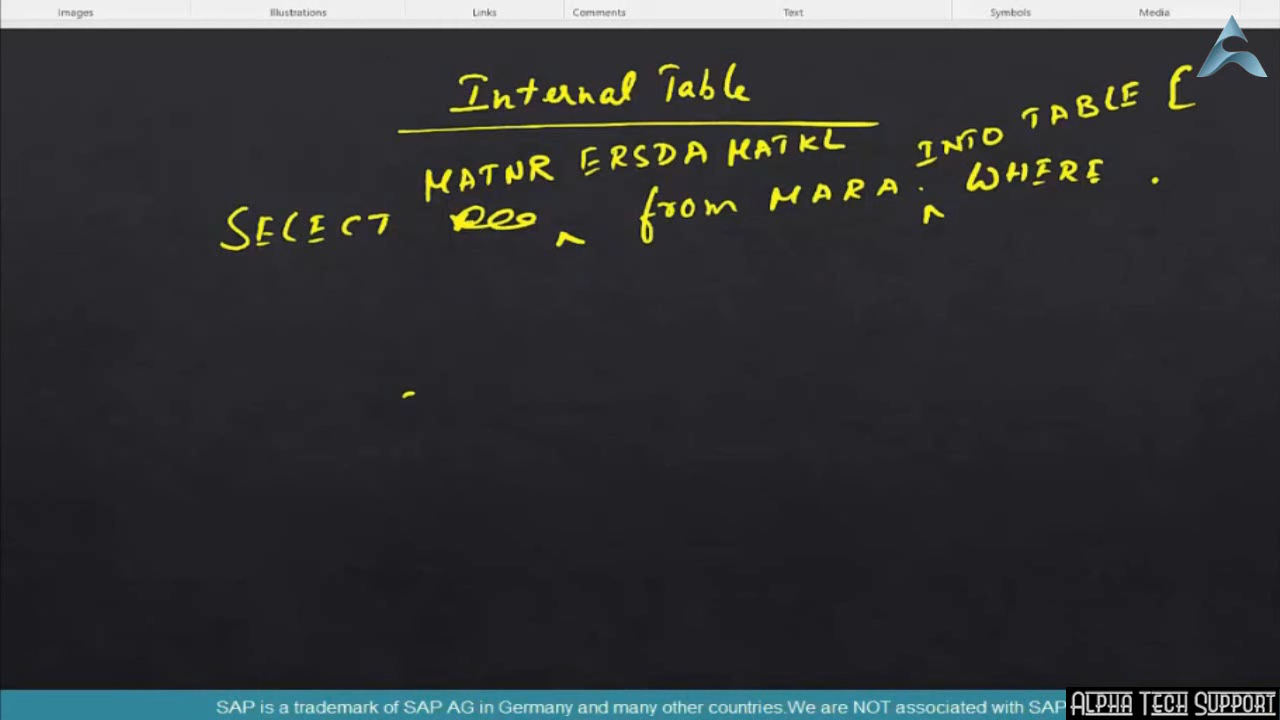 Images Illustrations Links Comments Text Symbols Media
Internal Table
MATNR ERSDA MATKL INTO TABLE [
SELECT ^ from MARA . ^ WHERE .
SAP is a trademark of SAP AG in Germany and many other countries.We are NOT associated with SAP
ALPHA TECH SUPPORT